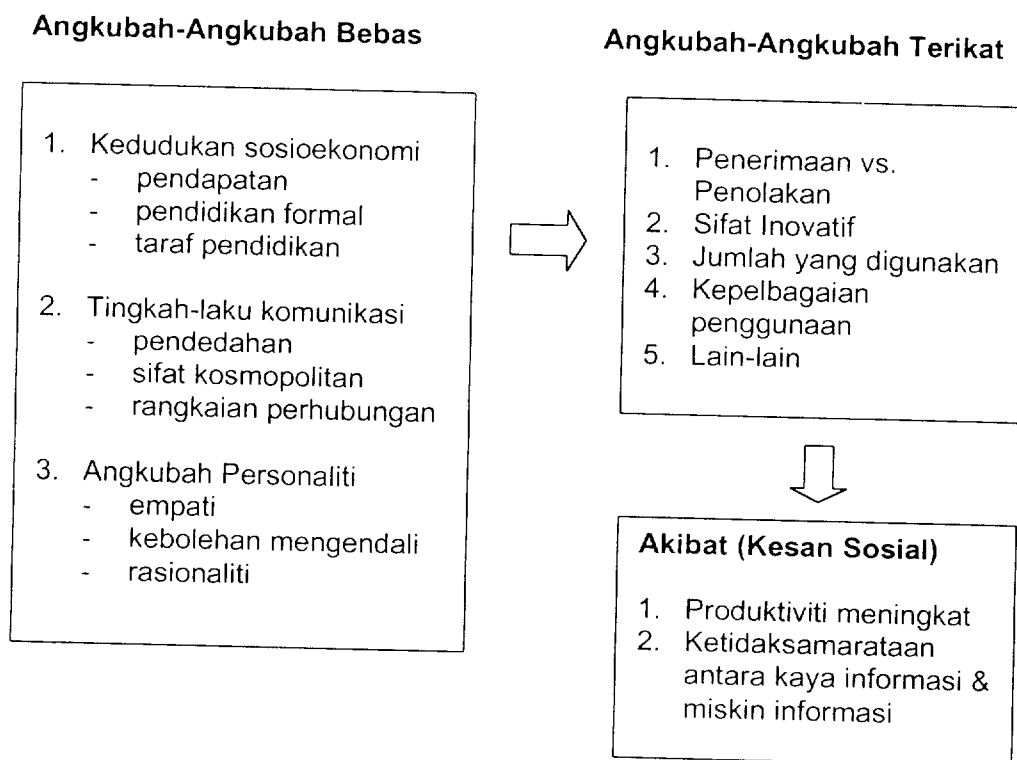 Angkubah-Angkubah Bebas
1. Kedudukan sosioekonomi
- pendapatan
- pendidikan formal
- taraf pendidikan
2. Tingkah-laku komunikasi
- pendedahan
- sifat kosmopolitan
- rangkaian perhubungan
3. Angkubah Personaliti
- empati
- kebolehan mengendali
- rasionaliti
Angkubah-Angkubah Terikat
1. Penerimaan vs.
Penolakan
2. Sifat Inovatif
3. Jumlah yang digunakan
4. Kepelbagaian
penggunaan
5. Lain-lain
Akibat (Kesan Sosial)
1. Produktiviti meningkat
2. Ketidaksamarataan
antara kaya informasi &
miskin informasi